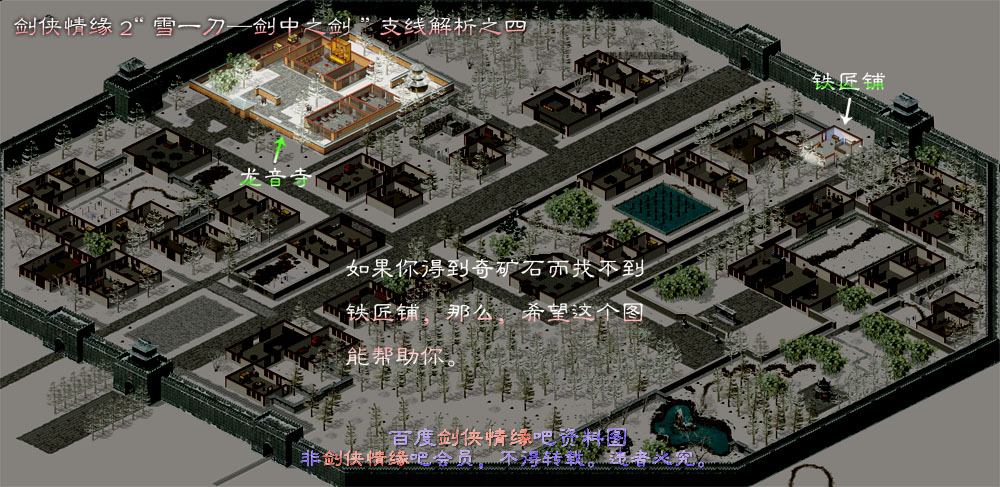 剑侠情缘2“雪一刀—剑中之剑”支线解析之四
铁匠铺
龙音寺
如果你得到奇矿石而找不到
铁匠铺，那么，希望这个图
能帮助你。
百度剑侠情缘吧资料图
非剑侠情缘吧会员，不得转载。违者必究。